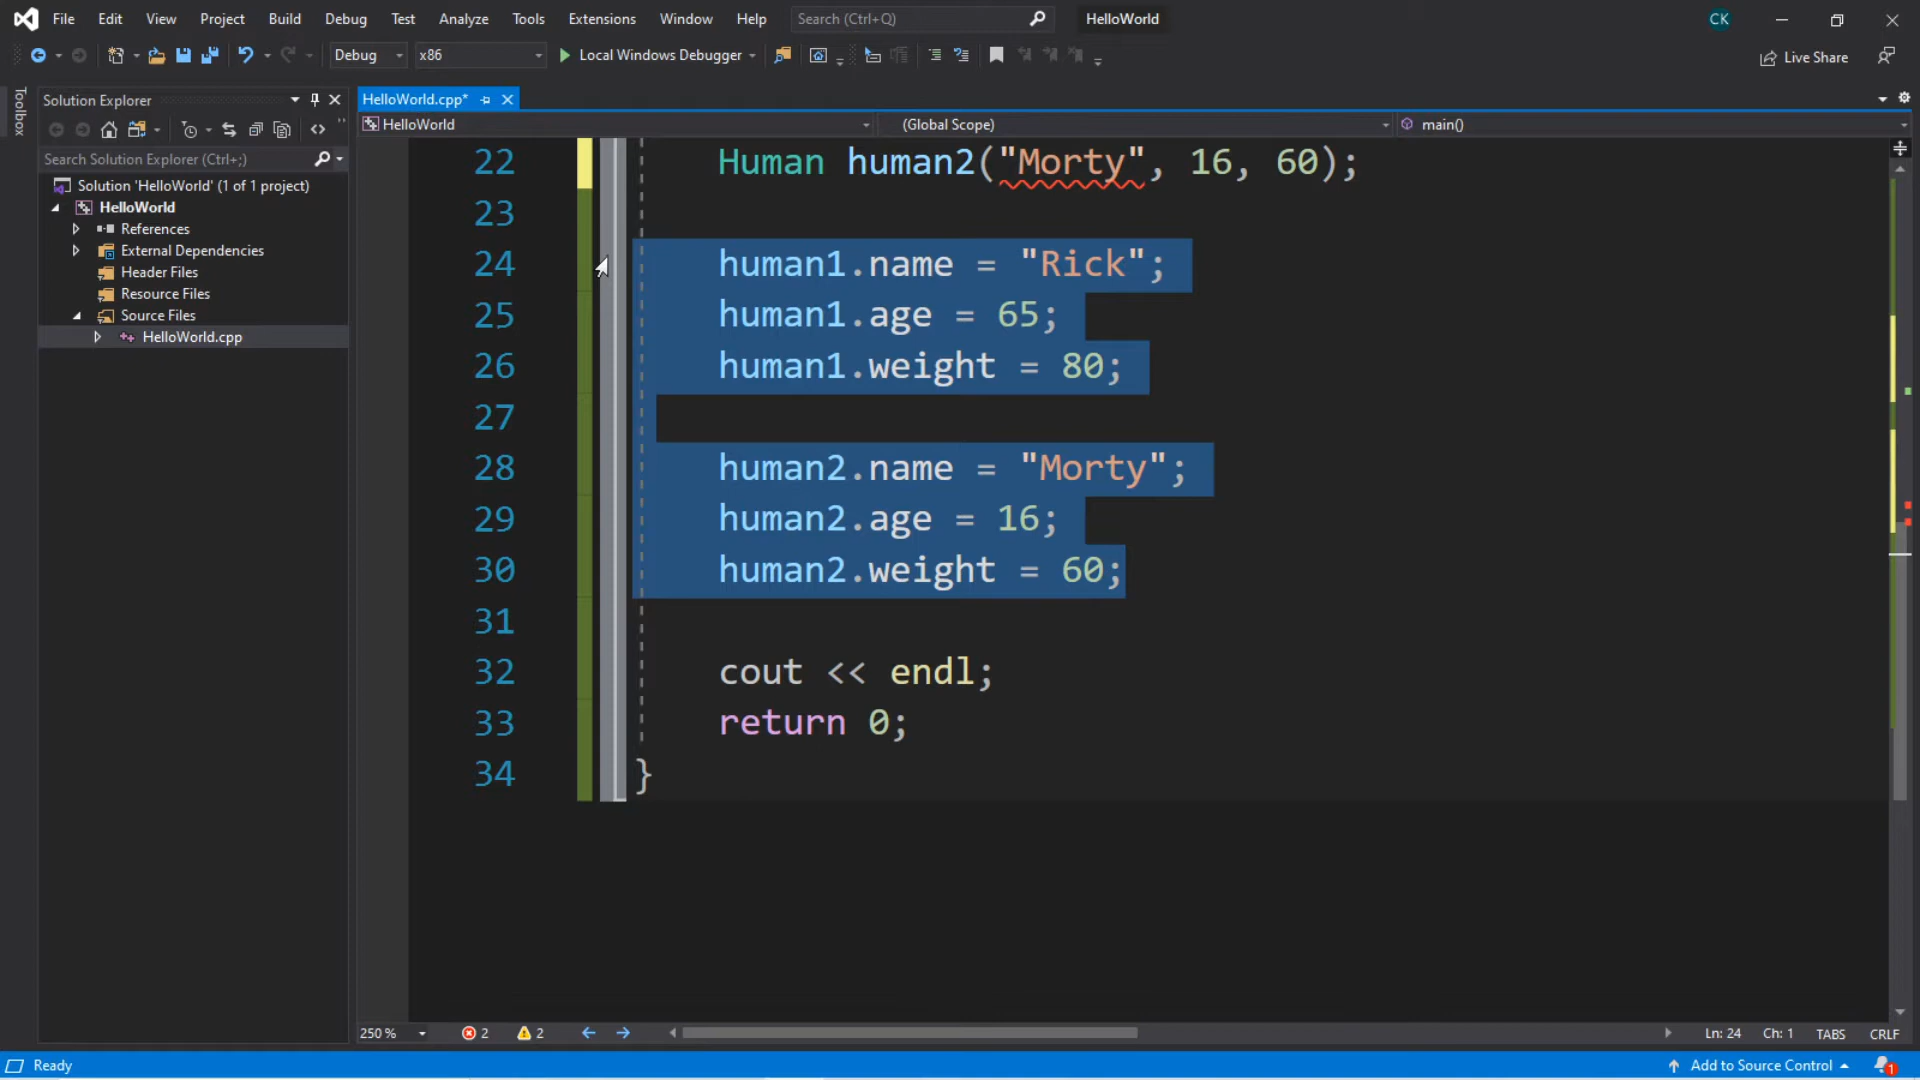 File Edit View Project Build Debug Test Analyze Tools Extensions Window Help Search (Ctrl+Q) HelloWorld CK
Debug x86 Local Windows Debugger Live Share
Toolbox
Solution Explorer
HelloWorld.cpp*
HelloWorld (Global Scope) main()
Search Solution Explorer (Ctrl+;)
Solution 'HelloWorld' (1 of 1 project)
HelloWorld
References
External Dependencies
Header Files
Resource Files
Source Files
HelloWorld.cpp
22 Human human2("Morty", 16, 60);
23
24 human1.name = "Rick";
25 human1.age = 65;
26 human1.weight = 80;
27
28 human2.name = "Morty";
29 human2.age = 16;
30 human2.weight = 60;
31
32 cout << endl;
33 return 0;
34 }
250 % 2 2 Ln: 24 Ch: 1 TABS CRLF
Ready Add to Source Control 1